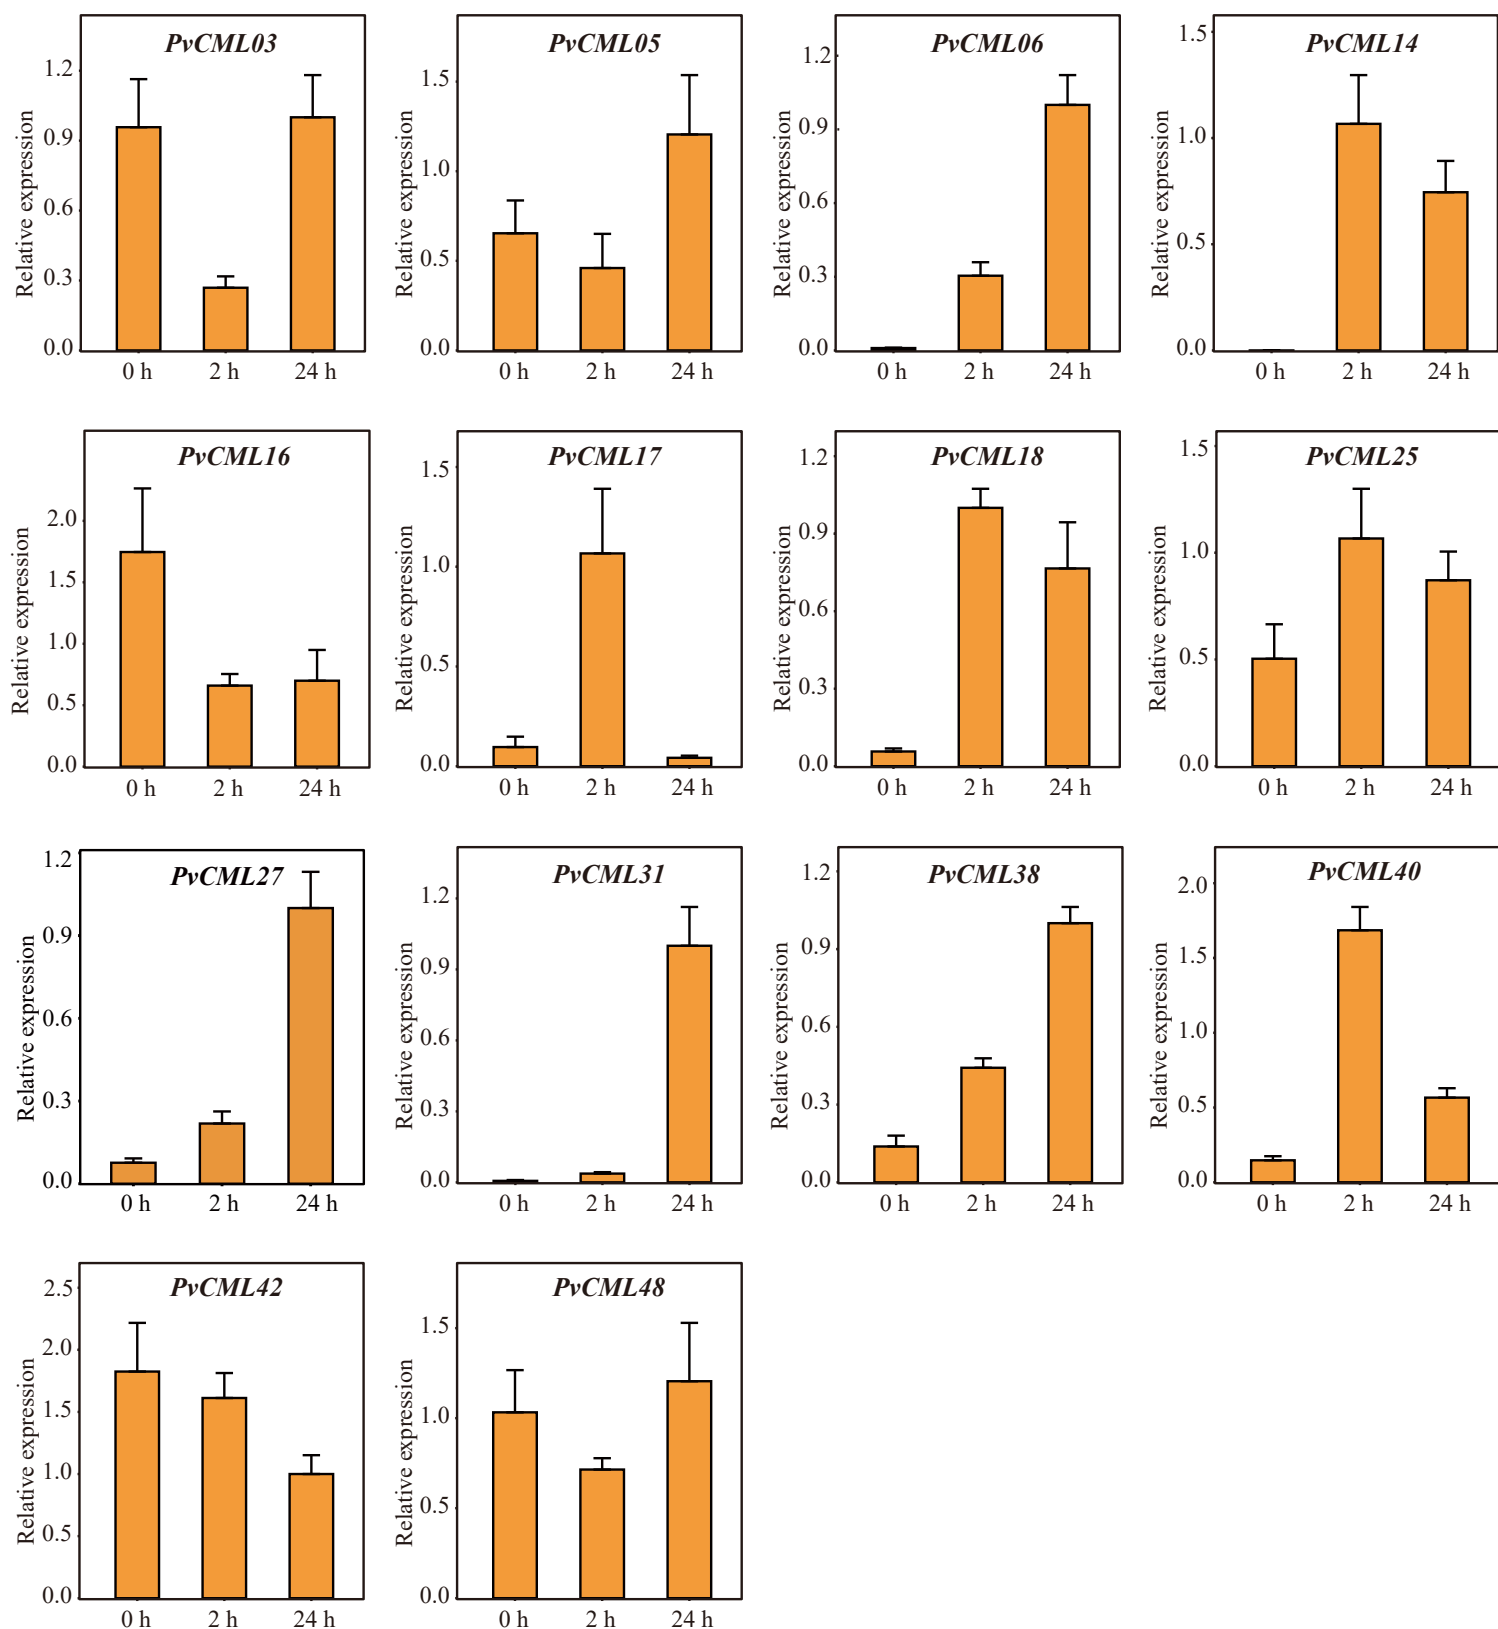 PvCML03
Relative expression
1.2
0.9
0.6
0.3
0.0
0 h 2 h 24 h
PvCML05
Relative expression
1.5
1.0
0.5
0.0
0 h 2 h 24 h
PvCML06
Relative expression
1.2
0.9
0.6
0.3
0.0
0 h 2 h 24 h
PvCML14
Relative expression
1.5
1.0
0.5
0.0
0 h 2 h 24 h
PvCML16
Relative expression
2.0
1.5
1.0
0.5
0.0
0 h 2 h 24 h
PvCML17
Relative expression
1.5
1.0
0.5
0.0
0 h 2 h 24 h
PvCML18
Relative expression
1.2
0.9
0.6
0.3
0.0
0 h 2 h 24 h
PvCML25
Relative expression
1.5
1.0
0.5
0.0
0 h 2 h 24 h
PvCML27
Relative expression
1.2
0.9
0.6
0.3
0.0
0 h 2 h 24 h
PvCML31
Relative expression
1.2
0.9
0.6
0.3
0.0
0 h 2 h 24 h
PvCML38
Relative expression
1.2
0.9
0.6
0.3
0.0
0 h 2 h 24 h
PvCML40
Relative expression
2.0
1.5
1.0
0.5
0.0
0 h 2 h 24 h
PvCML42
Relative expression
2.5
2.0
1.5
1.0
0.5
0.0
0 h 2 h 24 h
PvCML48
Relative expression
1.5
1.0
0.5
0.0
0 h 2 h 24 h